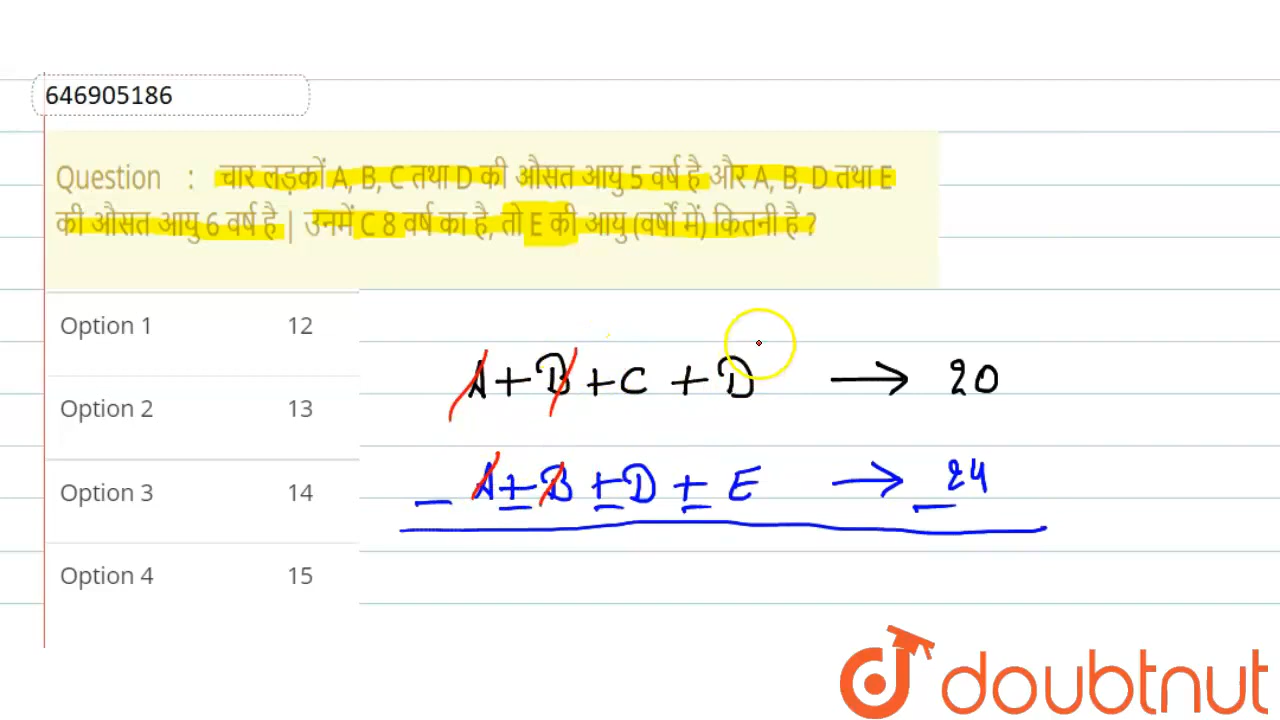 646905186
Question : चार लड़कों A, B, C तथा D की औसत आयु 5 वर्ष है और A, B, D तथा E
की औसत आयु 6 वर्ष है| उनमें C 8 वर्ष का है, तो E की आयु (वर्षों में) कितनी है ?
Option 1 12
Option 2 13
Option 3 14
Option 4 15
A + B + C + D → 20
A + B + D + E → 24
doubtnut